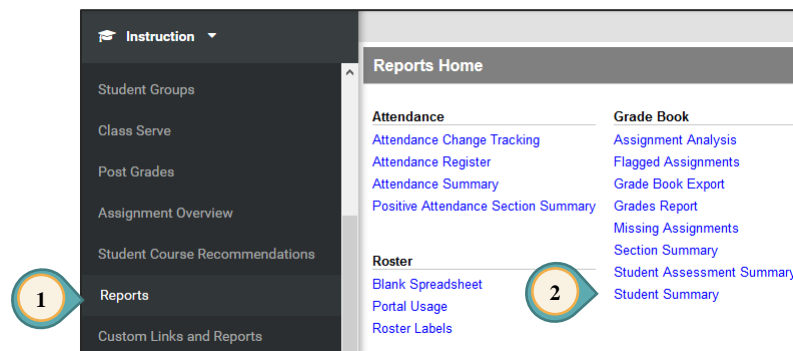 Instruction
Student Groups
Class Serve
Post Grades
Assignment Overview
Student Course Recommendations
1
Reports
Custom Links and Reports
Reports Home
Attendance
Attendance Change Tracking
Attendance Register
Attendance Summary
Positive Attendance Section Summary
Roster
Blank Spreadsheet
Portal Usage
Roster Labels
Grade Book
Assignment Analysis
Flagged Assignments
Grade Book Export
Grades Report
Missing Assignments
Section Summary
Student Assessment Summary
2
Student Summary